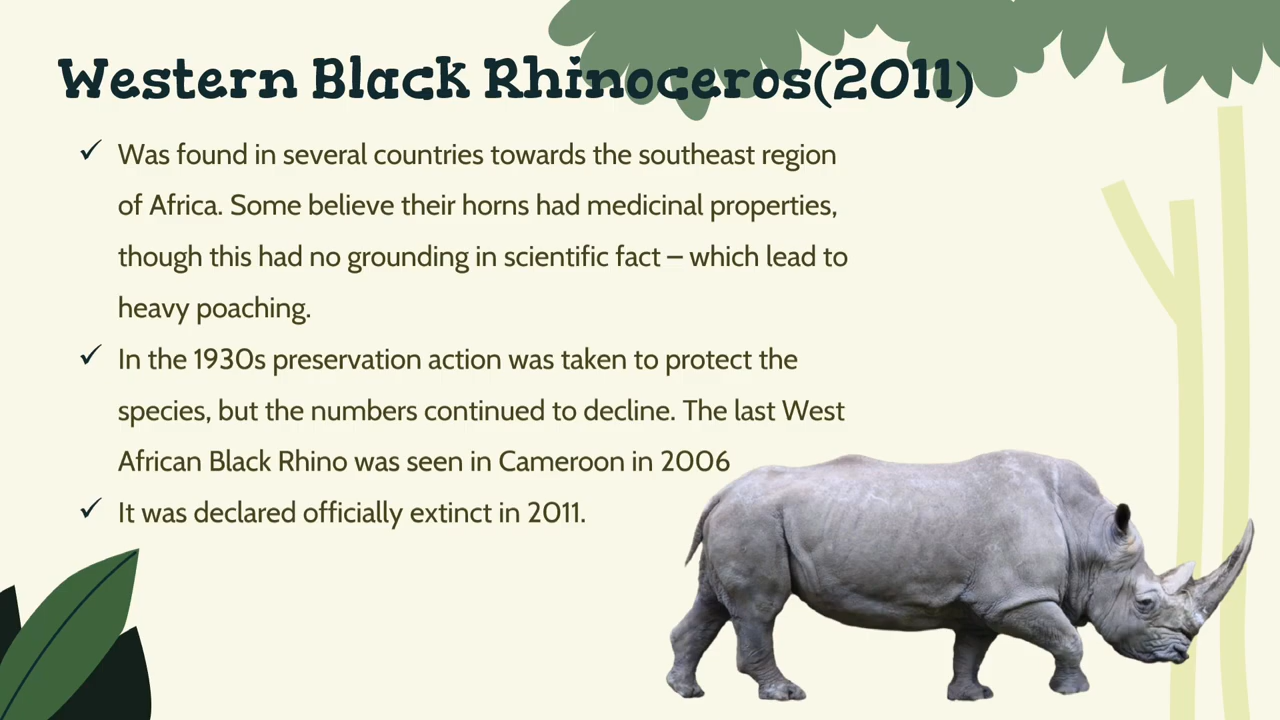 Western Black Rhinoceros(2011)
✓ Was found in several countries towards the southeast region
of Africa. Some believe their horns had medicinal properties,
though this had no grounding in scientific fact – which lead to
heavy poaching.
✓ In the 1930s preservation action was taken to protect the
species, but the numbers continued to decline. The last West
African Black Rhino was seen in Cameroon in 2006
✓ It was declared officially extinct in 2011.